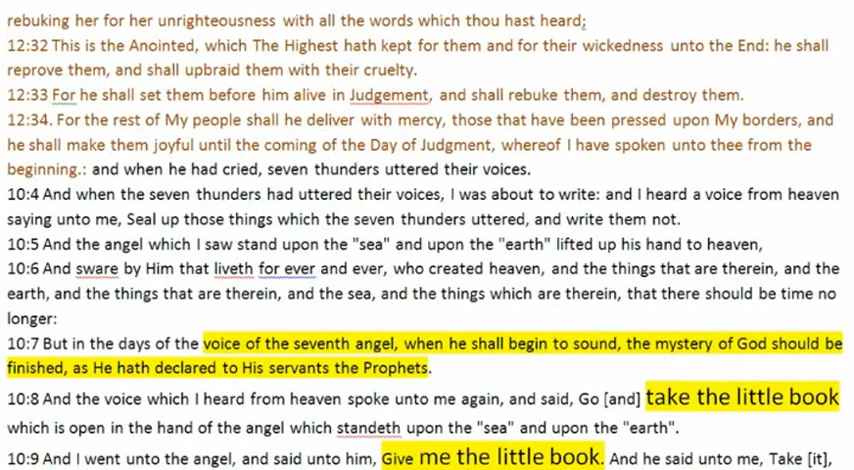 rebuking her for her unrighteousness with all the words which thou hast heard;
12:32 This is the Anointed, which The Highest hath kept for them and for their wickedness unto the End: he shall
reprove them, and shall upbraid them with their cruelty.
12:33 For he shall set them before him alive in Judgement, and shall rebuke them, and destroy them.
12:34. For the rest of My people shall he deliver with mercy, those that have been pressed upon My borders, and
he shall make them joyful until the coming of the Day of Judgment, whereof I have spoken unto thee from the
beginning.: and when he had cried, seven thunders uttered their voices.
10:4 And when the seven thunders had uttered their voices, I was about to write: and I heard a voice from heaven
saying unto me, Seal up those things which the seven thunders uttered, and write them not.
10:5 And the angel which I saw stand upon the "sea" and upon the "earth" lifted up his hand to heaven,
10:6 And sware by Him that liveth for ever and ever, who created heaven, and the things that are therein, and the
earth, and the things that are therein, and the sea, and the things which are therein, that there should be time no
longer:
10:7 But in the days of the voice of the seventh angel, when he shall begin to sound, the mystery of God should be
finished, as He hath declared to His servants the Prophets.
10:8 And the voice which I heard from heaven spoke unto me again, and said, Go [and] take the little book
which is open in the hand of the angel which standeth upon the "sea" and upon the "earth".
10:9 And I went unto the angel, and said unto him, Give me the little book. And he said unto me, Take [it],